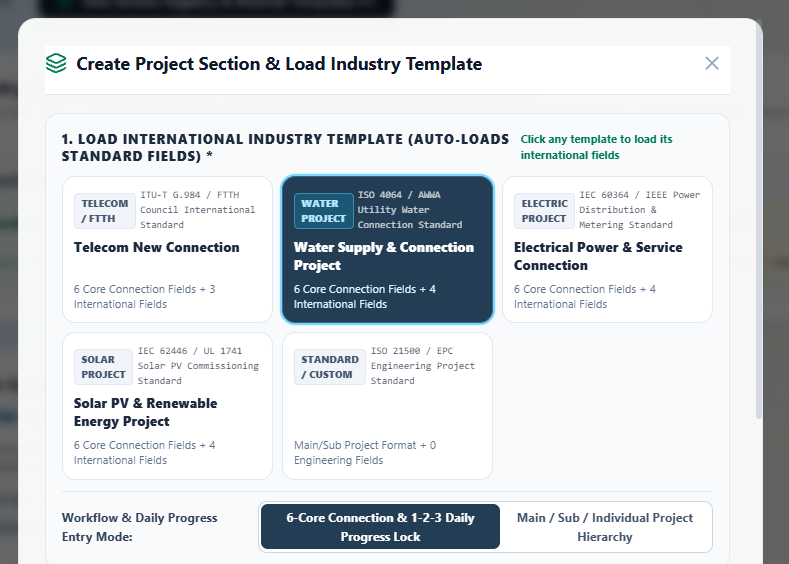 Create Project Section & Load Industry Template
1. LOAD INTERNATIONAL INDUSTRY TEMPLATE (AUTO-LOADS
STANDARD FIELDS) *
Click any template to load its
international fields
TELECOM
/ FTTH
ITU-T G.984 / FTTH
Council International
Standard
Telecom New Connection
6 Core Connection Fields + 3
International Fields
WATER
PROJECT
ISO 4064 / AWWA
Utility Water
Connection Standard
Water Supply & Connection
Project
6 Core Connection Fields + 4
International Fields
ELECTRIC
PROJECT
IEC 60364 / IEEE Power
Distribution &
Metering Standard
Electrical Power & Service
Connection
6 Core Connection Fields + 4
International Fields
SOLAR
PROJECT
IEC 62446 / UL 1741
Solar PV Commissioning
Standard
Solar PV & Renewable
Energy Project
6 Core Connection Fields + 4
International Fields
STANDARD
/ CUSTOM
ISO 21500 / EPC
Engineering Project
Standard
Main/Sub Project Format + 0
Engineering Fields
Workflow & Daily Progress
Entry Mode:
6-Core Connection & 1-2-3 Daily
Progress Lock
Main / Sub / Individual Project
Hierarchy